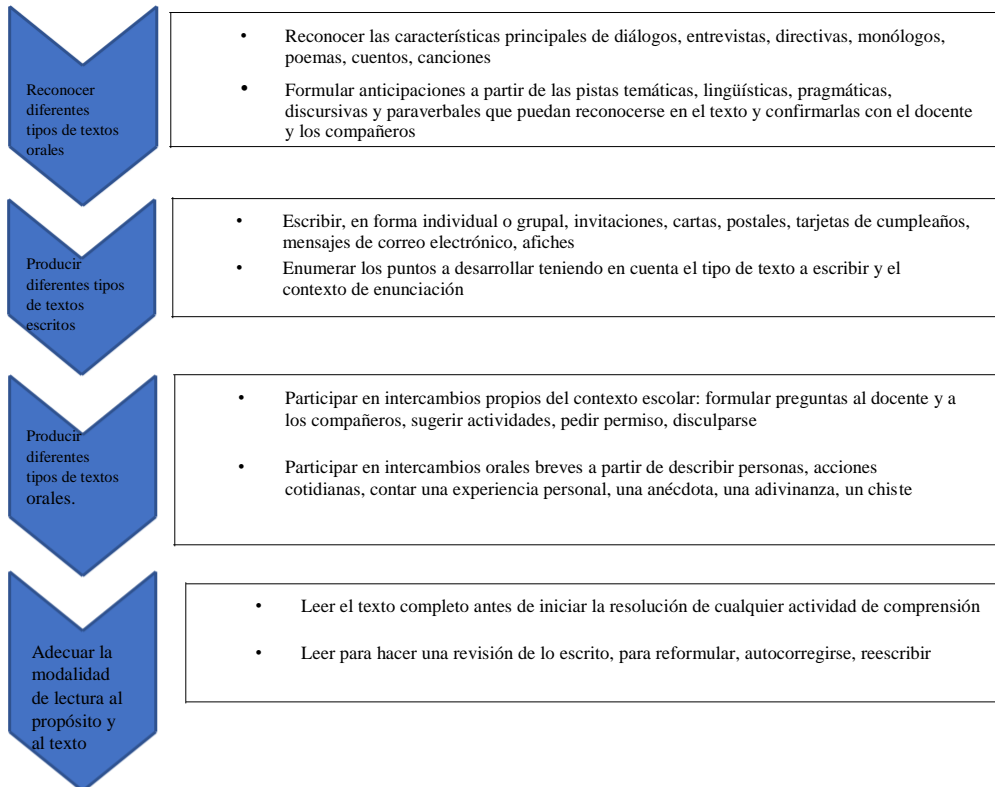 Reconocer
diferentes
tipos de textos
orales
• Reconocer las características principales de diálogos, entrevistas, directivas, monólogos,
poemas, cuentos, canciones
• Formular anticipaciones a partir de las pistas temáticas, lingüísticas, pragmáticas,
discursivas y paraverbales que puedan reconocerse en el texto y confirmarlas con el docente
y los compañeros
Producir
diferentes tipos
de textos
escritos
• Escribir, en forma individual o grupal, invitaciones, cartas, postales, tarjetas de cumpleaños,
mensajes de correo electrónico, afiches
• Enumerar los puntos a desarrollar teniendo en cuenta el tipo de texto a escribir y el
contexto de enunciación
Producir
diferentes
tipos de textos
orales.
• Participar en intercambios propios del contexto escolar: formular preguntas al docente y a
los compañeros, sugerir actividades, pedir permiso, disculparse
• Participar en intercambios orales breves a partir de describir personas, acciones
cotidianas, contar una experiencia personal, una anécdota, una adivinanza, un chiste
Adecuar la
modalidad
de lectura al
propósito y
al texto
• Leer el texto completo antes de iniciar la resolución de cualquier actividad de comprensión
• Leer para hacer una revisión de lo escrito, para reformular, autocorregirse, reescribir